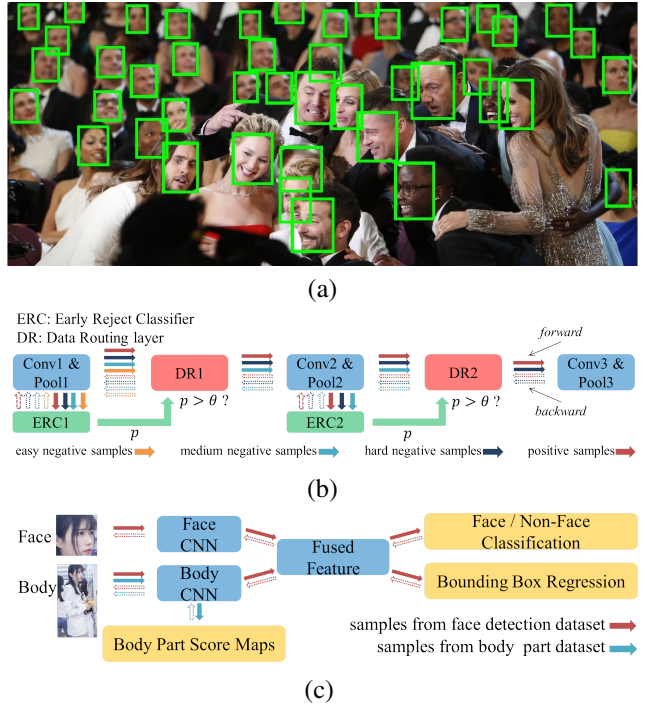 (a)
ERC: Early Reject Classifier
DR: Data Routing layer
forward
Conv1 & Pool1
DR1
Conv2 & Pool2
DR2
Conv3 & Pool3
p > θ ?
p > θ ?
backward
ERC1
p
ERC2
p
easy negative samples
medium negative samples
hard negative samples
positive samples
(b)
Face
Face CNN
Face / Non-Face Classification
Fused Feature
Body
Body CNN
Bounding Box Regression
Body Part Score Maps
samples from face detection dataset
samples from body part dataset
(c)